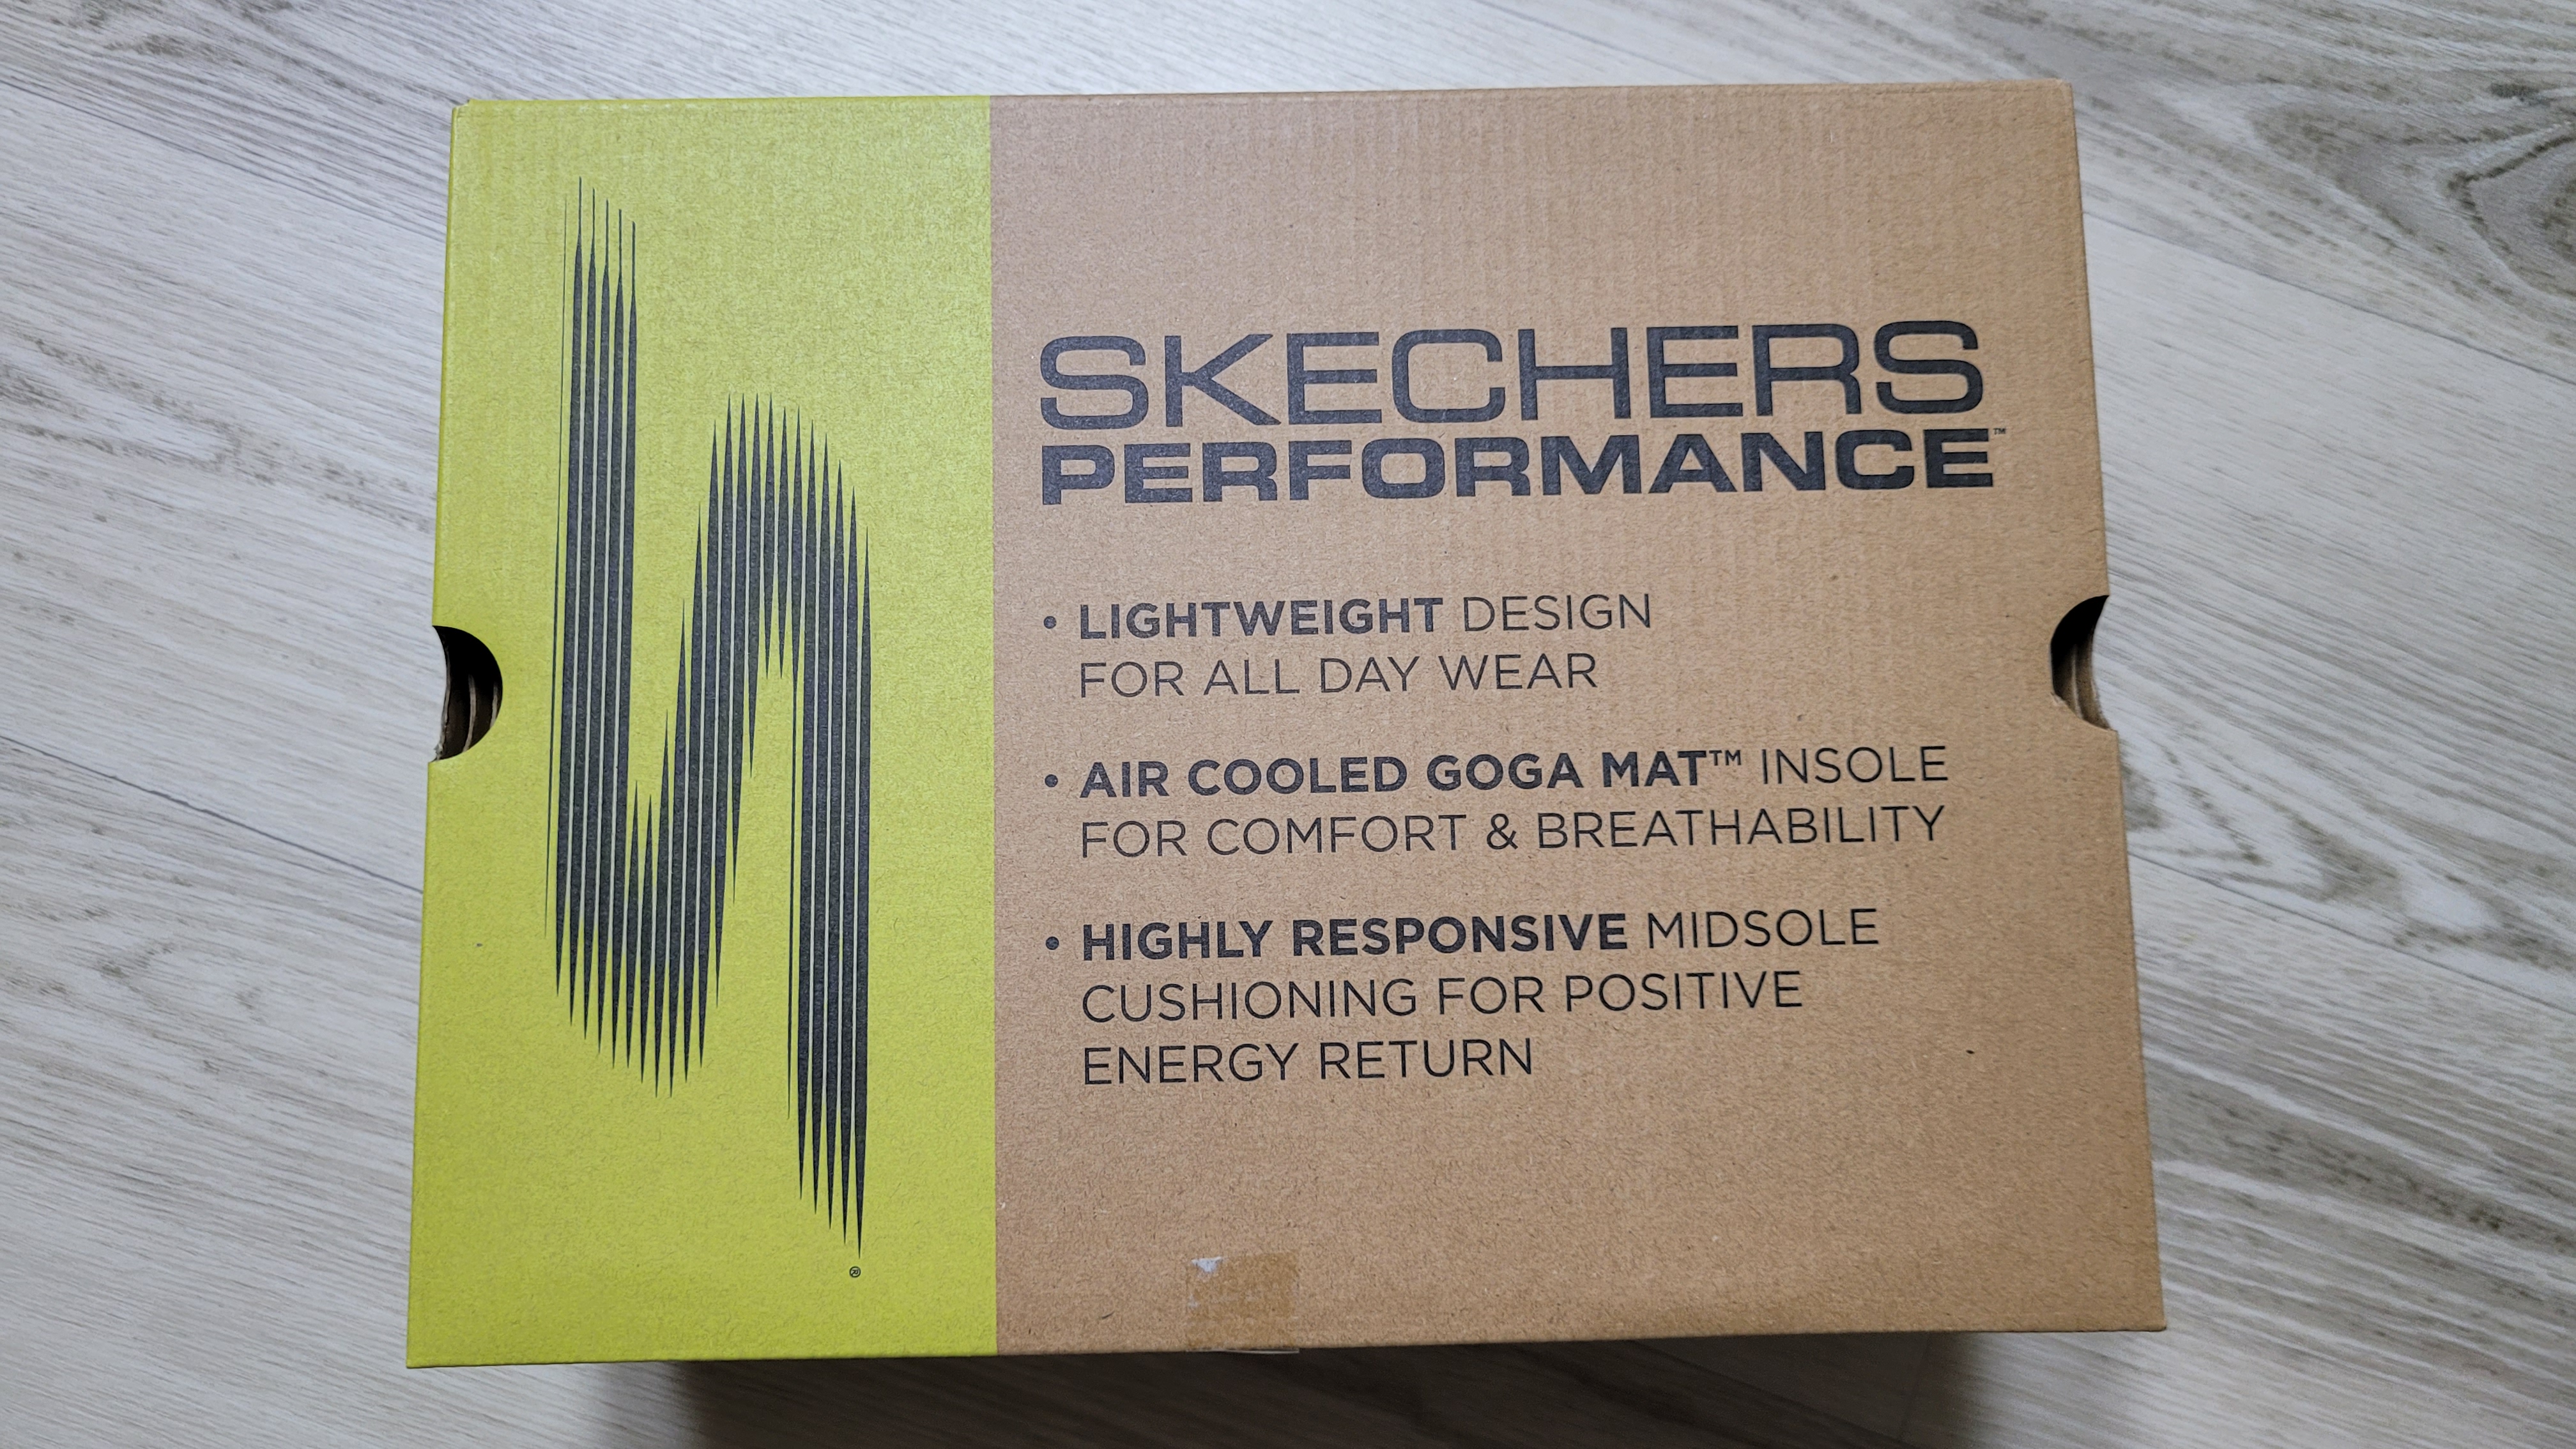 SKECHERS
PERFORMANCE™
• LIGHTWEIGHT DESIGN
FOR ALL DAY WEAR
• AIR COOLED GOGA MAT™ INSOLE
FOR COMFORT & BREATHABILITY
• HIGHLY RESPONSIVE MIDSOLE
CUSHIONING FOR POSITIVE
ENERGY RETURN
®